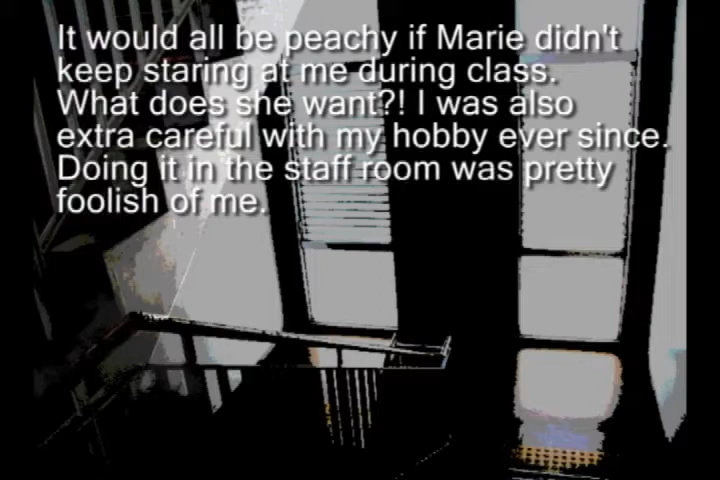 It would all be peachy if Marie didn't
keep staring at me during class.
What does she want?! I was also
extra careful with my hobby ever since.
Doing it in the staff room was pretty
foolish of me.